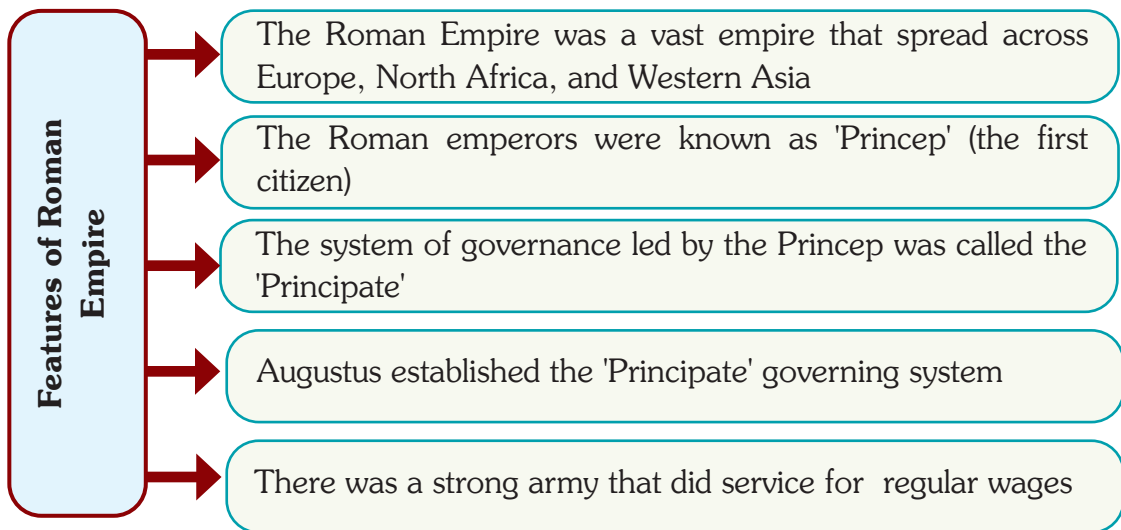 Features of Roman
Empire
The Roman Empire was a vast empire that spread across
Europe, North Africa, and Western Asia
The Roman emperors were known as 'Princep' (the first
citizen)
The system of governance led by the Princep was called the
'Principate'
Augustus established the 'Principate' governing system
There was a strong army that did service for regular wages